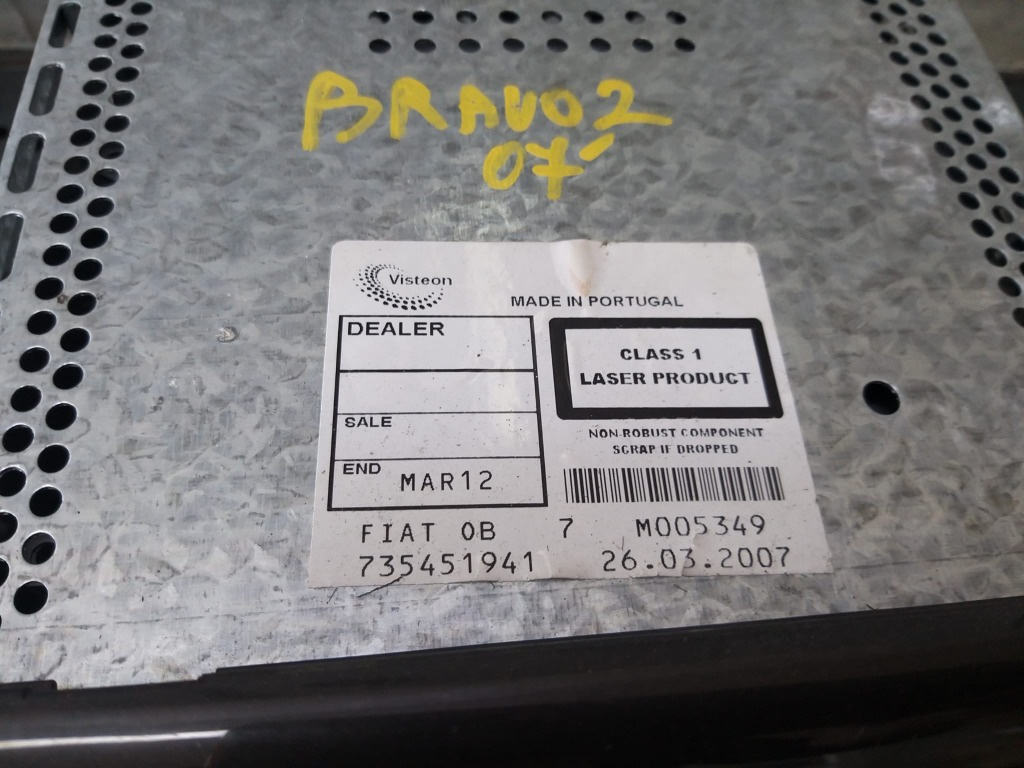 BRAVO2
07-
Visteon
MADE IN PORTUGAL
DEALER
CLASS 1
LASER PRODUCT
SALE
NON-ROBUST COMPONENT
SCRAP IF DROPPED
END MAR12
FIAT OB 7 M005349
735451941 26.03.2007